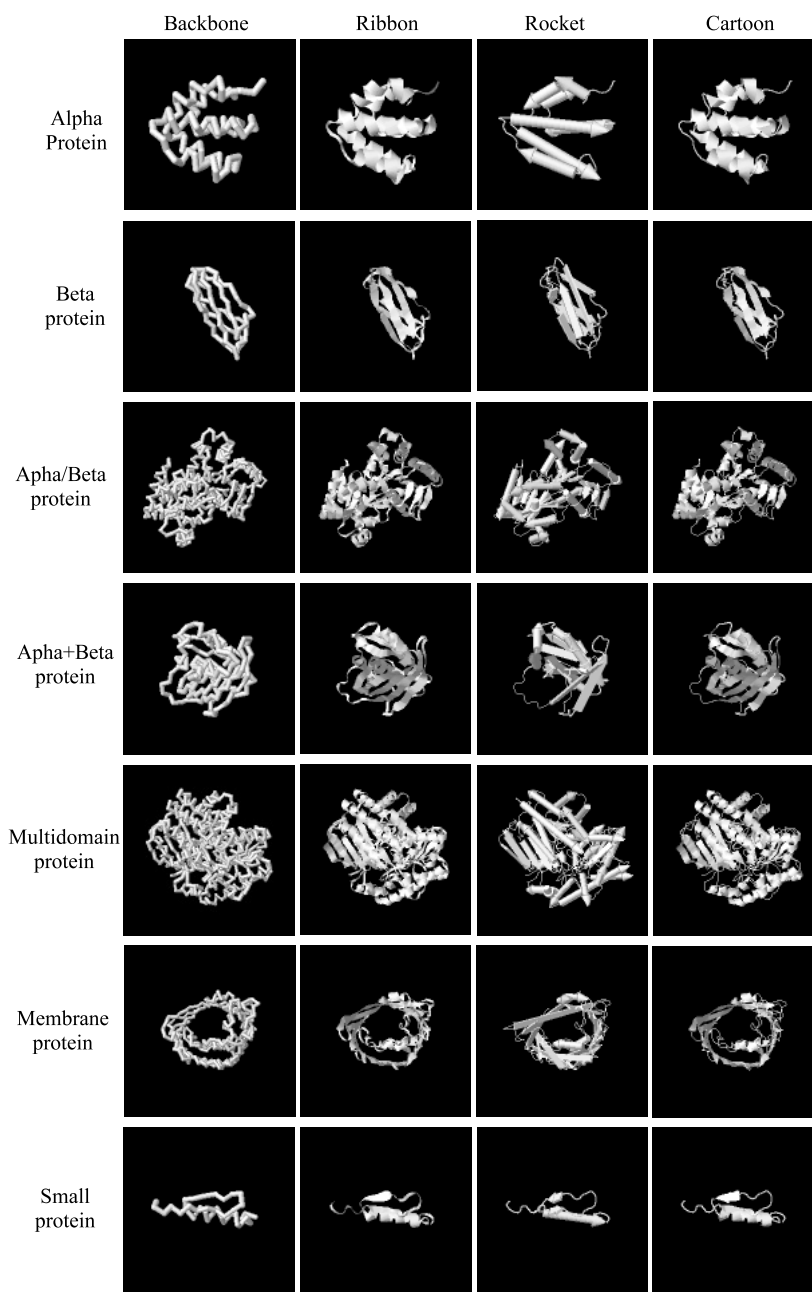 Backbone Ribbon Rocket Cartoon
Alpha
Protein
Beta
protein
Apha/Beta
protein
Apha+Beta
protein
Multidomain
protein
Membrane
protein
Small
protein